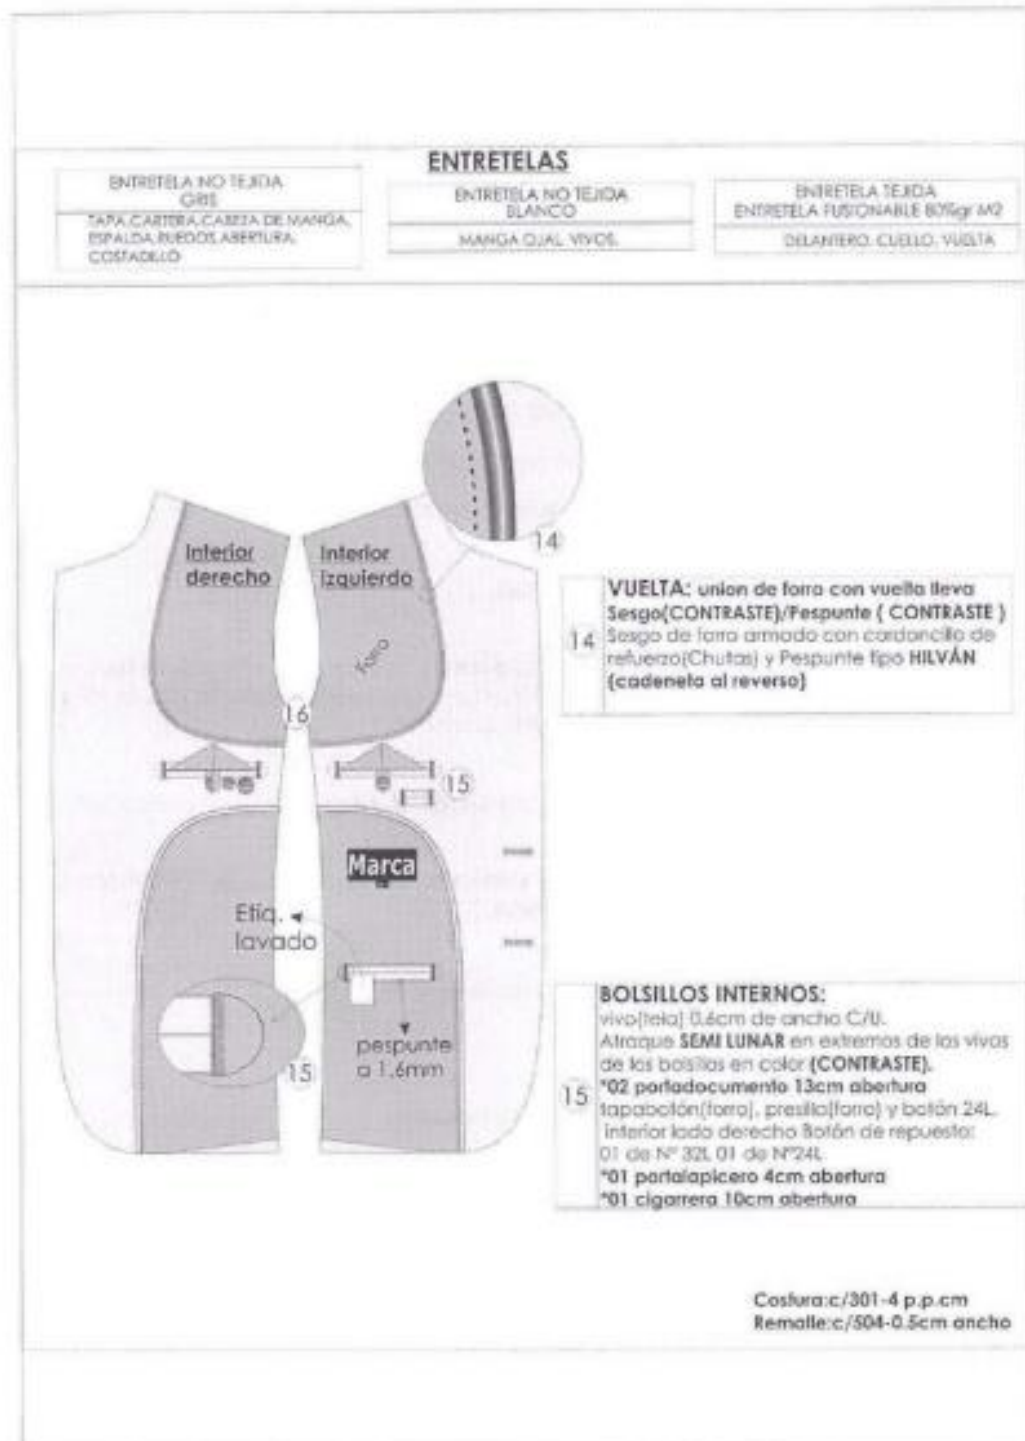 ENTRETELAS
ENTRETELA NO TEJIDA
GRIS
TAPA,CARTERA,CABEZA DE MANGA,
ESPALDA,RUEDOS,ABERTURA,
COSTADILLO
ENTRETELA NO TEJIDA
BLANCO
MANGA OJAL, VIVOS.
ENTRETELA TEJIDA
ENTRETELA FUSIONABLE 80%gr M2
DELANTERO, CUELLO, VUELTA
14
Interior
derecho
Interior
izquierdo
Forro
16
15
Marca
Etiq.
lavado
pespunte
a 1.6mm
15
14
VUELTA: union de forro con vuelta lleva
Sesgo(CONTRASTE)/Pespunte ( CONTRASTE )
Sesgo de forro armado con cordoncillo de
refuerzo(Chutas) y Pespunte tipo HILVÁN
(cadeneta al reverso)
15
BOLSILLOS INTERNOS:
vivo(tela) 0.6cm de ancho C/U.
Atraque SEMI LUNAR en extremos de los vivos
de los bolsillos en color (CONTRASTE).
*02 portadocumento 13cm abertura
tapabotón(forro), presilla(forro) y botón 24L.
interior lado derecho Botón de repuesto:
01 de N° 32L 01 de N°24L
*01 portalapicero 4cm abertura
*01 cigarrera 10cm abertura
Costura:c/301-4 p.p.cm
Remalle:c/504-0.5cm ancho